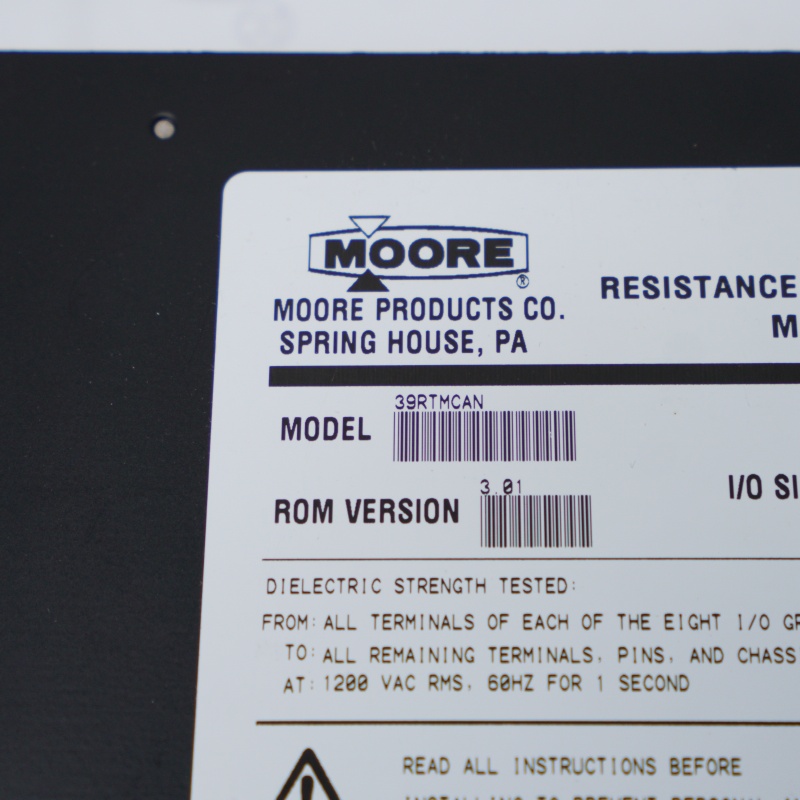 MOORE
®
MOORE PRODUCTS CO.
SPRING HOUSE, PA
RESISTANCE
M
MODEL
39RTMCAN
ROM VERSION
3.01
I/O SI
DIELECTRIC STRENGTH TESTED:
FROM: ALL TERMINALS OF EACH OF THE EIGHT I/O GR
TO: ALL REMAINING TERMINALS, PINS, AND CHASS
AT: 1200 VAC RMS, 60HZ FOR 1 SECOND
READ ALL INSTRUCTIONS BEFORE